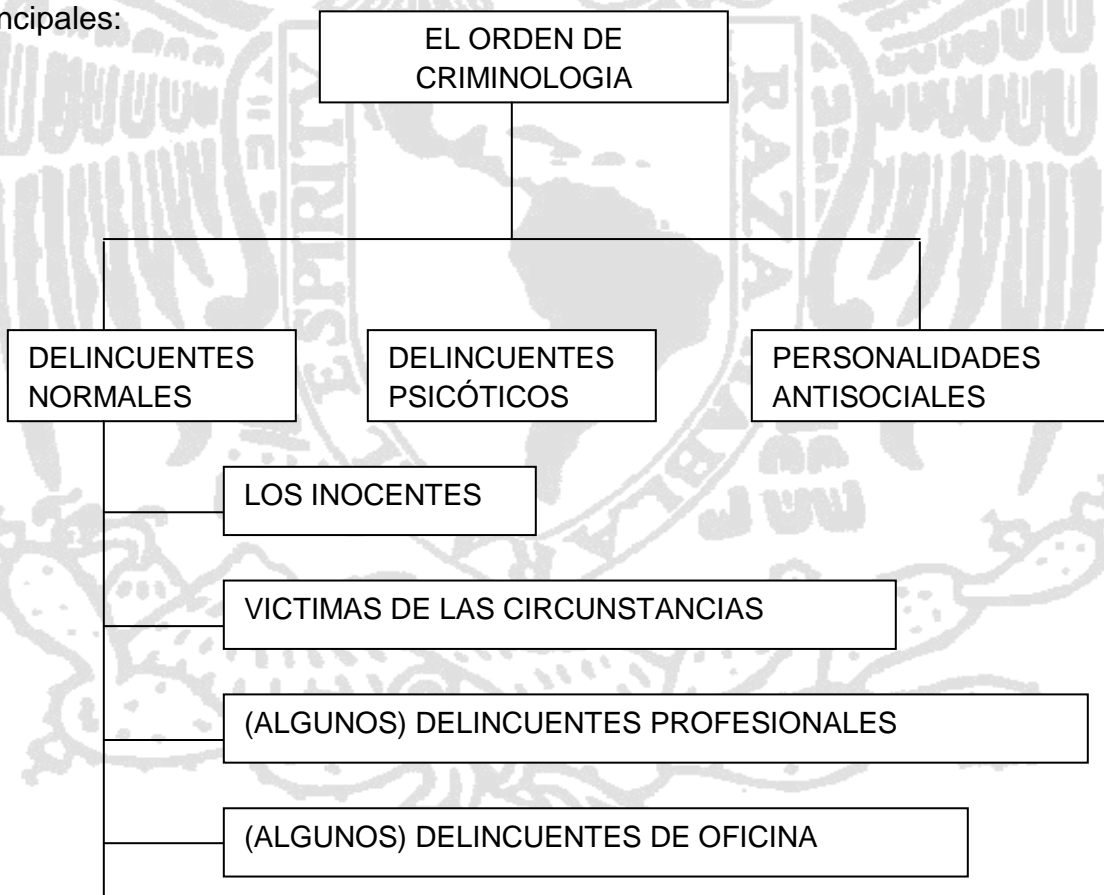 ncipales:
EL ORDEN DE
CRIMINOLOGIA
DELINCUENTES
NORMALES
DELINCUENTES
PSICÓTICOS
PERSONALIDADES
ANTISOCIALES
LOS INOCENTES
VICTIMAS DE LAS CIRCUNSTANCIAS
(ALGUNOS) DELINCUENTES PROFESIONALES
(ALGUNOS) DELINCUENTES DE OFICINA